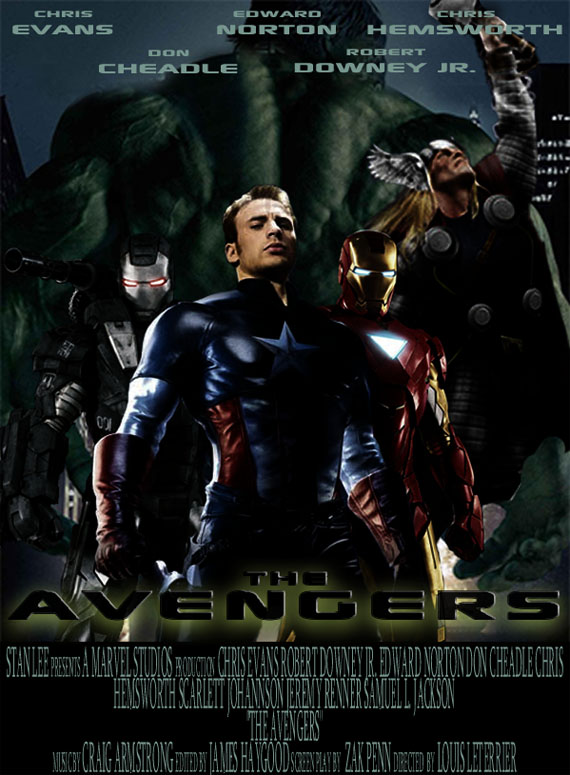 CHRIS EDWARD CHRIS
EVANS NORTON HEMSWORTH
DON ROBERT
CHEADLE DOWNEY JR.
THE
AVENGERS
STAN LEE PRESENTS A MARVEL STUDIOS PRODUCTION CHRIS EVANS ROBERT DOWNEY JR. EDWARD NORTON DON CHEADLE CHRIS
HEMSWORTH SCARLETT JOHANNSON JEREMY RENNER SAMUEL L. JACKSON
"THE AVENGERS"
MUSIC BY CRAIG ARMSTRONG EDITED BY JAMES HAYGOOD SCREENPLAY BY ZAK PENN DIRECTED BY LOUIS LETERRIER